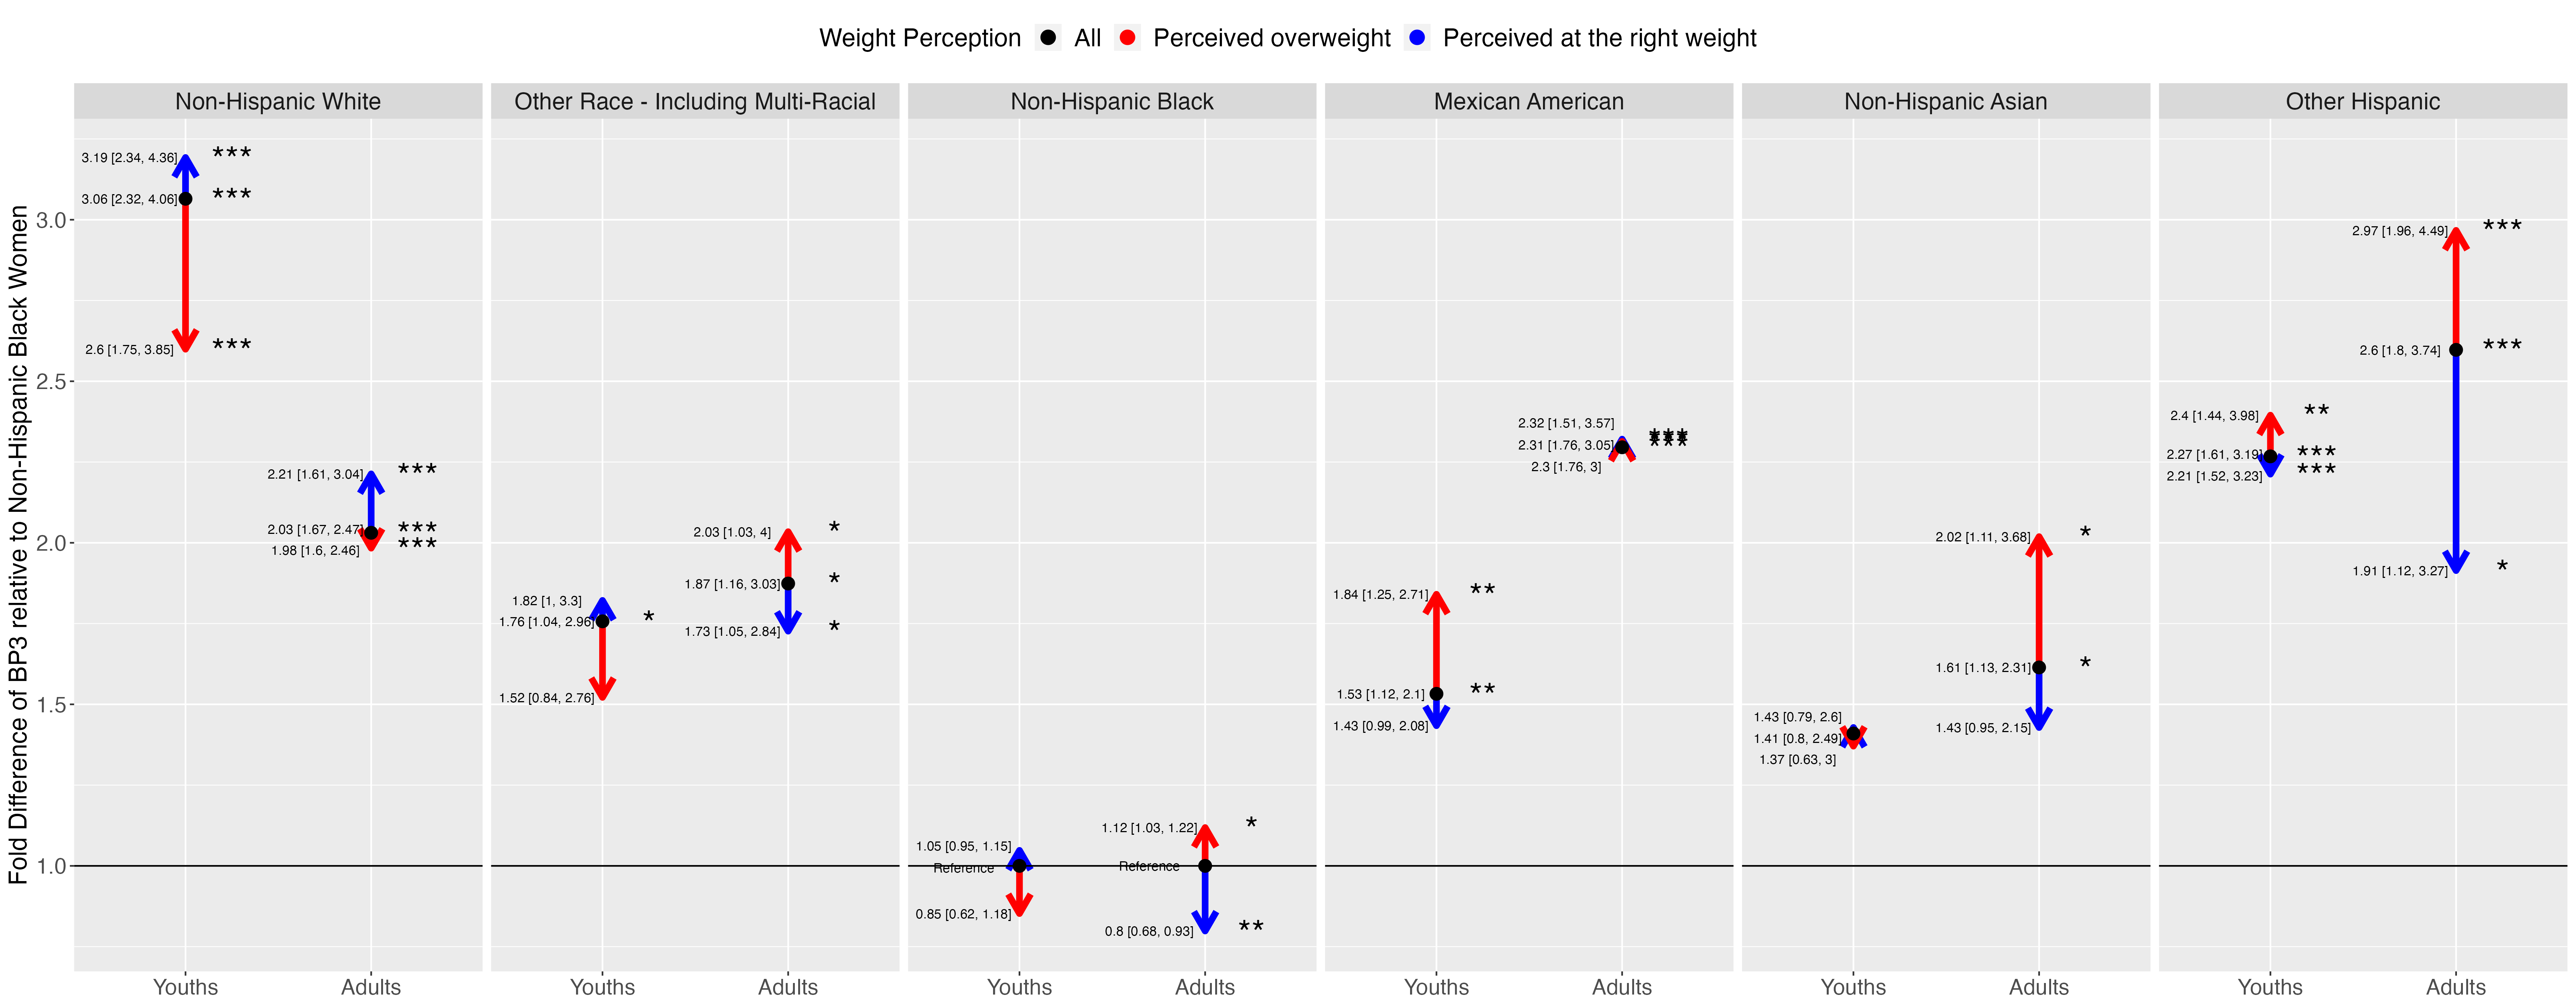 Weight Perception All Perceived overweight Perceived at the right weight
Fold Difference of BP3 relative to Non-Hispanic Black Women
3.0
2.5
2.0
1.5
1.0
Non-Hispanic White
3.19 [2.34, 4.36] ***
3.06 [2.32, 4.06] ***
2.6 [1.75, 3.85] ***
2.21 [1.61, 3.04] ***
2.03 [1.67, 2.47] ***
1.98 [1.6, 2.46] ***
Youths Adults
Other Race - Including Multi-Racial
1.82 [1, 3.3]
1.76 [1.04, 2.96] *
1.52 [0.84, 2.76]
2.03 [1.03, 4] *
1.87 [1.16, 3.03] *
1.73 [1.05, 2.84] *
Youths Adults
Non-Hispanic Black
1.05 [0.95, 1.15]
Reference
0.85 [0.62, 1.18]
1.12 [1.03, 1.22] *
Reference
0.8 [0.68, 0.93] **
Youths Adults
Mexican American
1.84 [1.25, 2.71] **
1.53 [1.12, 2.1] **
1.43 [0.99, 2.08]
2.32 [1.51, 3.57] ***
2.31 [1.76, 3.05] ***
2.3 [1.76, 3] ***
Youths Adults
Non-Hispanic Asian
1.43 [0.79, 2.6]
1.41 [0.8, 2.49]
1.37 [0.63, 3]
2.02 [1.11, 3.68] *
1.61 [1.13, 2.31] *
1.43 [0.95, 2.15]
Youths Adults
Other Hispanic
2.4 [1.44, 3.98] **
2.27 [1.61, 3.19] ***
2.21 [1.52, 3.23] ***
2.97 [1.96, 4.49] ***
2.6 [1.8, 3.74] ***
1.91 [1.12, 3.27] *
Youths Adults